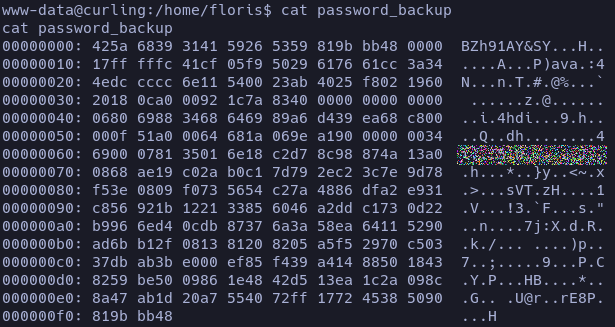 www-data@curling:/home/floris$ cat password_backup
cat password_backup
00000000: 425a 6839 3141 5926 5359 819b bb48 0000  BZh91AY&SY...H..
00000010: 17ff fffc 41cf 05f9 5029 6176 61cc 3a34  ....A...P)ava.:4
00000020: 4edc cccc 6e11 5400 23ab 4025 f802 1960  N...n.T.#.@%...`
00000030: 2018 0ca0 0092 1c7a 8340 0000 0000 0000   ......z.@......
00000040: 0680 6988 3468 6469 89a6 d439 ea68 c800  ..i.4hdi...9.h..
00000050: 000f 51a0 0064 681a 069e a190 0000 0034  ..Q..dh........4
00000060: 6900 0781 3501 6e18 c2d7 8c98 874a 13a0
00000070: 0868 ae19 c02a b0c1 7d79 2ec2 3c7e 9d78  .h...*..}y..<~.x
00000080: f53e 0809 f073 5654 c27a 4886 dfa2 e931  .>...sVT.zH....1
00000090: c856 921b 1221 3385 6046 a2dd c173 0d22  .V...!3.`F...s."
000000a0: b996 6ed4 0cdb 8737 6a3a 58ea 6411 5290  ..n....7j:X.d.R.
000000b0: ad6b b12f 0813 8120 8205 a5f5 2970 c503  .k./... ....)p..
000000c0: 37db ab3b e000 ef85 f439 a414 8850 1843  7..;.....9...P.C
000000d0: 8259 be50 0986 1e48 42d5 13ea 1c2a 098c  .Y.P...HB....*..
000000e0: 8a47 ab1d 20a7 5540 72ff 1772 4538 5090  .G.. .U@r..rE8P.
000000f0: 819b bb48                                ...H